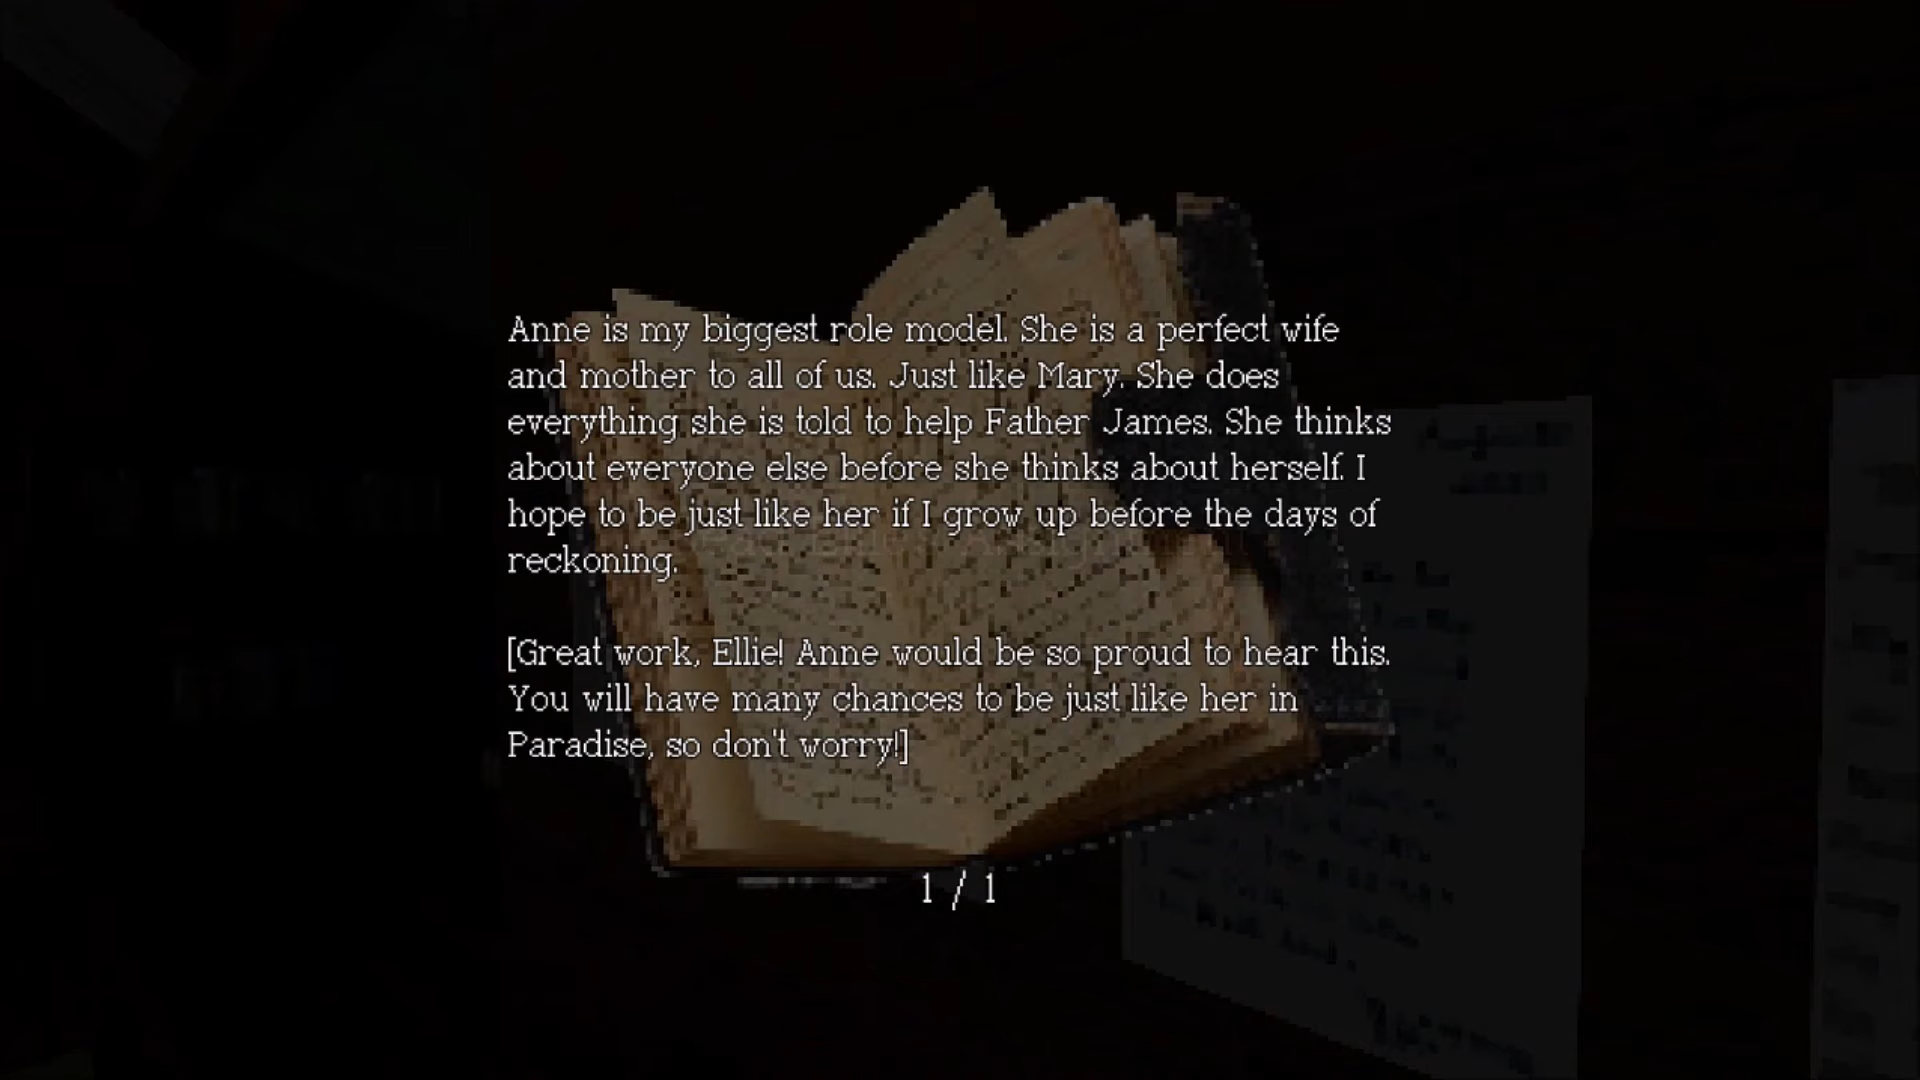 Anne is my biggest role model. She is a perfect wife
and mother to all of us. Just like Mary. She does
everything she is told to help Father James. She thinks
about everyone else before she thinks about herself. I
hope to be just like her if I grow up before the days of
reckoning.
[Great work, Ellie! Anne would be so proud to hear this.
You will have many chances to be just like her in
Paradise, so don't worry!]
1 / 1